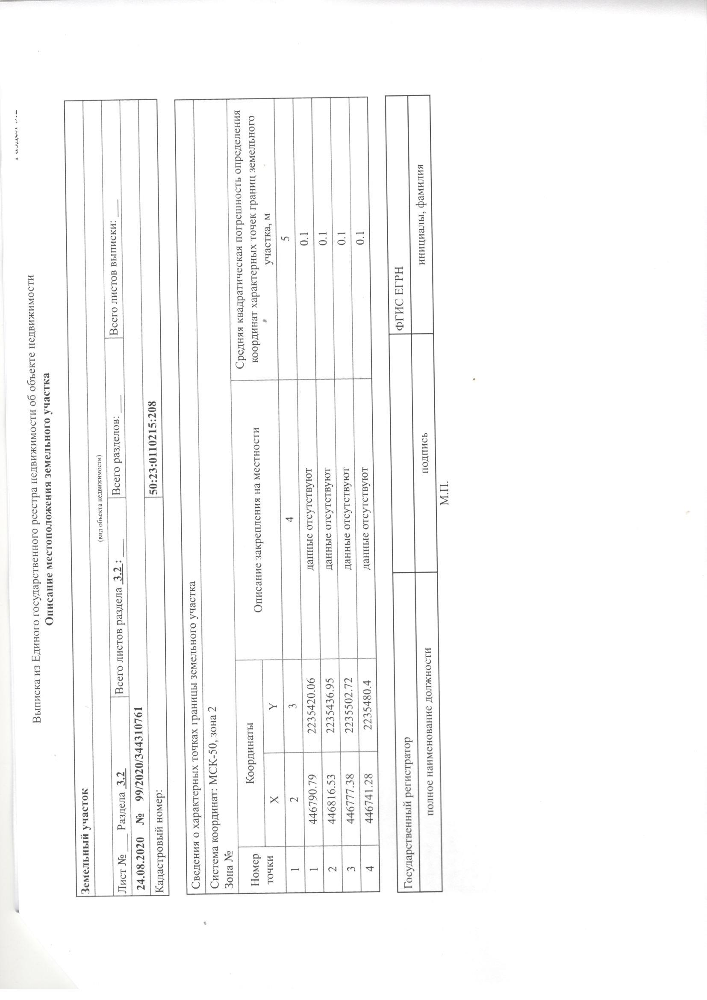 Выписка из Единого государственного реестра недвижимости об объекте недвижимости
Описание местоположения земельного участка
Земельный участок
(вид объекта недвижимости)
Лист № ___ Раздела 3.2 Всего листов раздела 3.2 : ___ Всего разделов: ___ Всего листов выписки: ___
24.08.2020 № 99/2020/344310761
Кадастровый номер: 50:23:0110215:208
Сведения о характерных точках границы земельного участка
Система координат: МСК-50, зона 2
Зона №
Номер точки Координаты Описание закрепления на местности Средняя квадратическая погрешность определения координат характерных точек границ земельного участка, м
X Y
1 2 3 4 5
1 446790.79 2235420.06 данные отсутствуют 0.1
2 446816.53 2235436.95 данные отсутствуют 0.1
3 446777.38 2235502.72 данные отсутствуют 0.1
4 446741.28 2235480.4 данные отсутствуют 0.1
Государственный регистратор ФГИС ЕГРН
полное наименование должности подпись инициалы, фамилия
М.П.